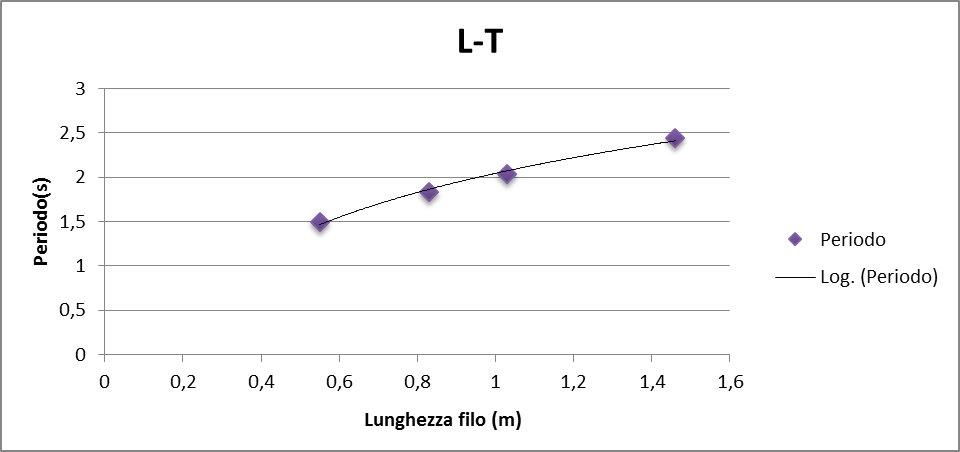 L-T
3
2,5
2
1,5
1
0,5
0
Periodo(s)
0 0,2 0,4 0,6 0,8 1 1,2 1,4 1,6
Lunghezza filo (m)
Periodo
Log. (Periodo)